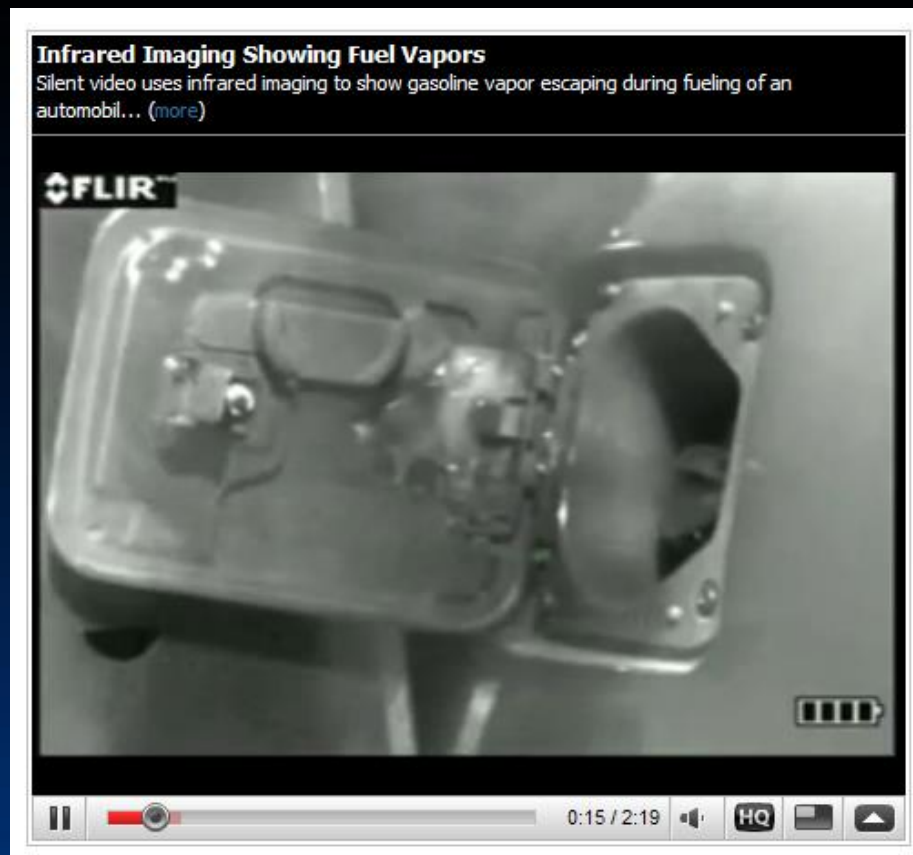 Infrared Imaging Showing Fuel Vapors
Silent video uses infrared imaging to show gasoline vapor escaping during fueling of an
automobil... (more)
FLIR
0:15 / 2:19
HQ